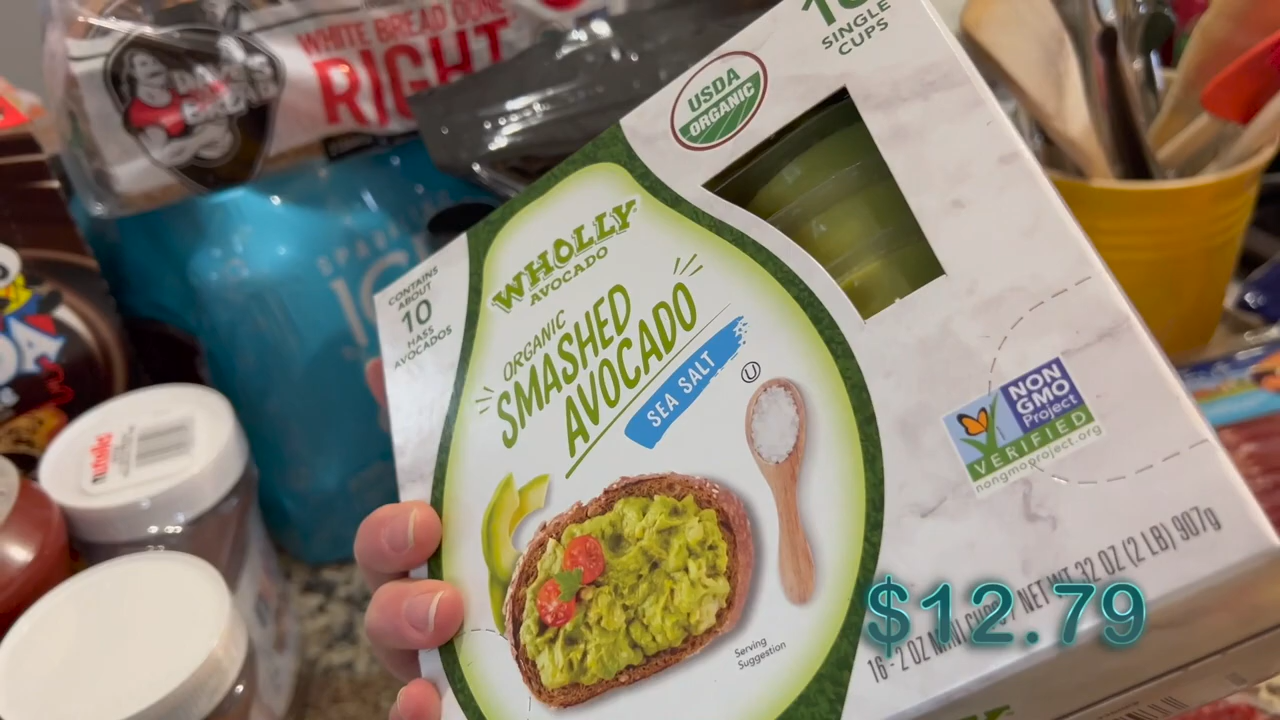 WHITE BREAD DONE
RIGHT
DAVE'S
BREAD
16
SINGLE
CUPS
USDA
ORGANIC
CONTAINS
ABOUT
10
HASS
AVOCADOS
WHOLLY
AVOCADO
ORGANIC
SMASHED
AVOCADO
SEA SALT
U
NON
GMO
Project
VERIFIED
nongmoproject.org
Serving
Suggestion
16 - 2 OZ MINI CUPS / NET WT 32 OZ (2 LB) 907g
$12.79